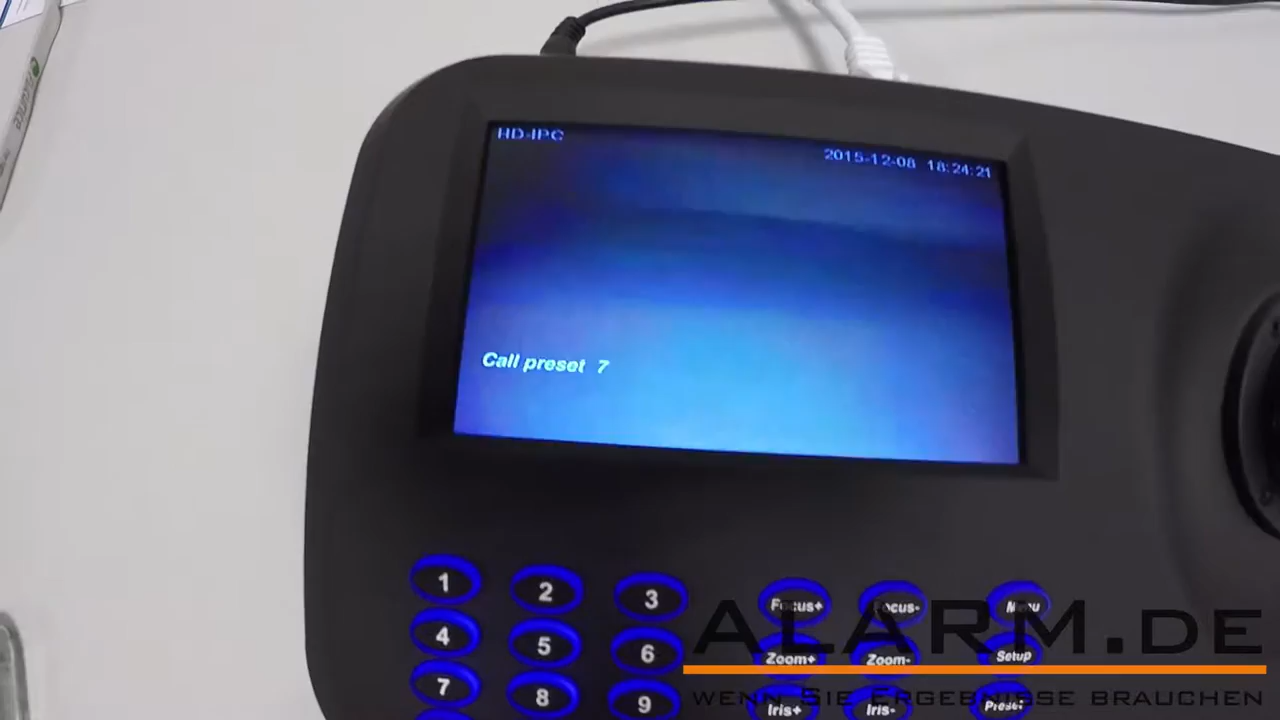 HD-IPC
2015-12-08 18:24:21
Call preset 7
1 2 3 Focus+ Focus- Menu
4 5 6 Zoom+ Zoom- Setup
7 8 9 Iris+ Iris- Preset
ALARM.DE
WENN SIE ERGEBNISSE BRAUCHEN